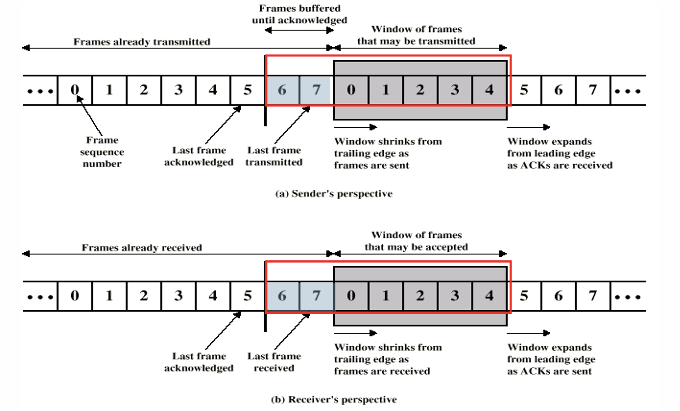 Frames buffered
until acknowledged
Window of frames
that may be transmitted
Frames already transmitted
••• 0 1 2 3 4 5 6 7 0 1 2 3 4 5 6 7 •••
Frame
sequence
number
Last frame
acknowledged
Last frame
transmitted
Window shrinks from
trailing edge as
frames are sent
Window expands
from leading edge
as ACKs are received
(a) Sender's perspective
Window of frames
that may be accepted
Frames already received
••• 0 1 2 3 4 5 6 7 0 1 2 3 4 5 6 7 •••
Last frame
acknowledged
Last frame
received
Window shrinks from
trailing edge as
frames are received
Window expands
from leading edge
as ACKs are sent
(b) Receiver's perspective